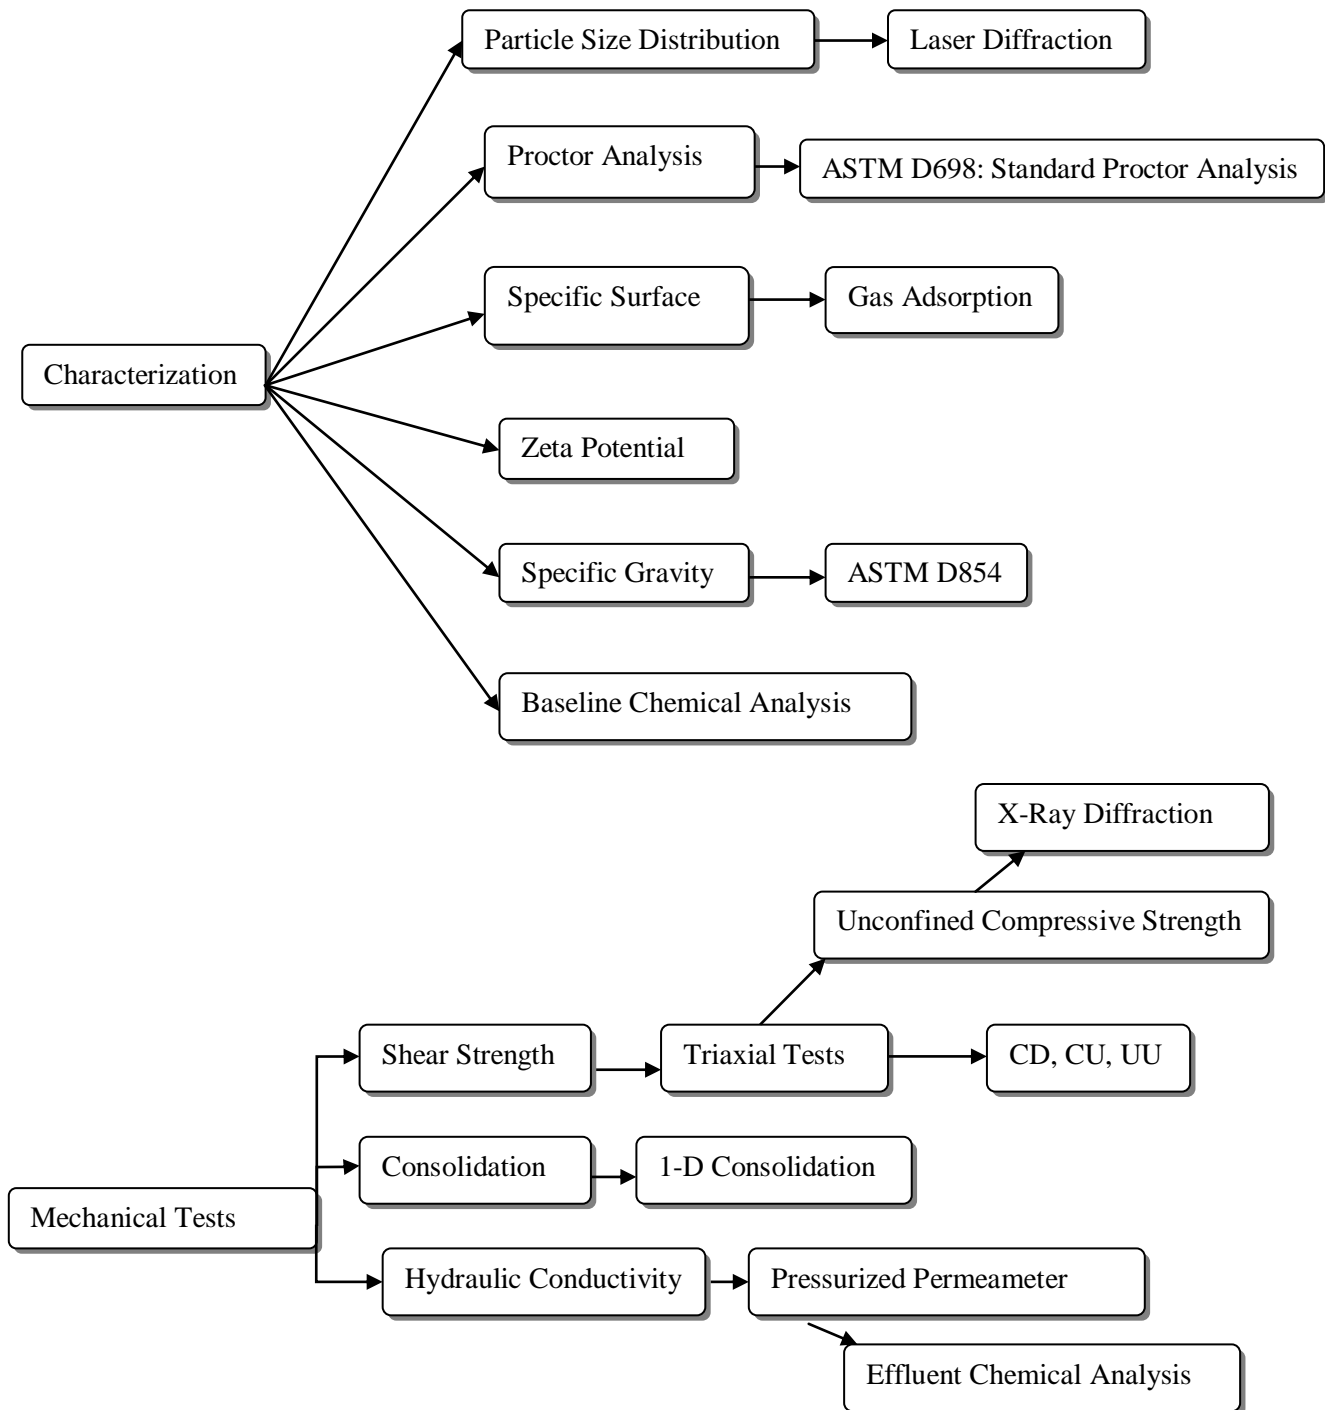 Particle Size Distribution
Laser Diffraction
Proctor Analysis
ASTM D698: Standard Proctor Analysis
Specific Surface
Gas Adsorption
Characterization
Zeta Potential
Specific Gravity
ASTM D854
Baseline Chemical Analysis
X-Ray Diffraction
Unconfined Compressive Strength
Shear Strength
Triaxial Tests
CD, CU, UU
Consolidation
1-D Consolidation
Mechanical Tests
Hydraulic Conductivity
Pressurized Permeameter
Effluent Chemical Analysis